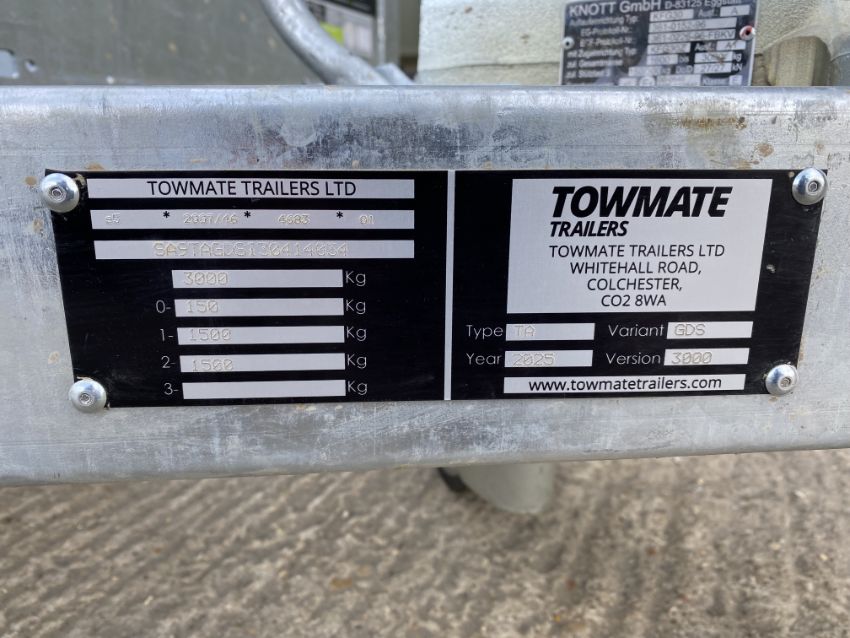 KNOTT GmbH D-83125 Eggstätt
TOWMATE TRAILERS LTD
e5 * 2007/46 * 4083 * 01
3000 Kg
0- 150 Kg
1- 1500 Kg
2- 1500 Kg
3- Kg
TOWMATE
TRAILERS
TOWMATE TRAILERS LTD
WHITEHALL ROAD,
COLCHESTER,
CO2 8WA
Type TA Variant GDS
Year 2025 Version 3000
www.towmatetrailers.com